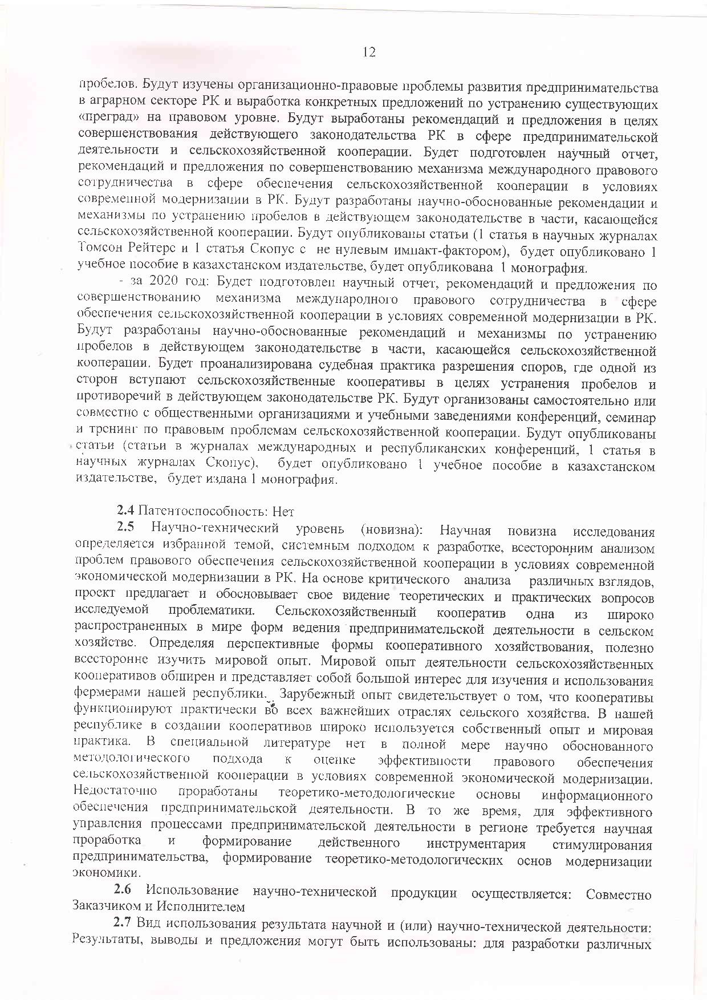 12
пробелов. Будут изучены организационно-правовые проблемы развития предпринимательства
в аграрном секторе РК и выработка конкретных предложений по устранению существующих
«преград» на правовом уровне. Будут выработаны рекомендаций и предложения в целях
совершенствования действующего законодательства РК в сфере предпринимательской
деятельности и сельскохозяйственной кооперации. Будет подготовлен научный отчет,
рекомендаций и предложения по совершенствованию механизма международного правового
сотрудничества в сфере обеспечения сельскохозяйственной кооперации в условиях
современной модернизации в РК. Будут разработаны научно-обоснованные рекомендации и
механизмы по устранению пробелов в действующем законодательстве в части, касающейся
сельскохозяйственной кооперации. Будут опубликованы статьи (1 статья в научных журналах
Томсон Рейтерс и 1 статья Скопус с не нулевым импакт-фактором), будет опубликовано 1
учебное пособие в казахстанском издательстве, будет опубликована 1 монография.
- за 2020 год: Будет подготовлен научный отчет, рекомендаций и предложения по
совершенствованию механизма международного правового сотрудничества в сфере
обеспечения сельскохозяйственной кооперации в условиях современной модернизации в РК.
Будут разработаны научно-обоснованные рекомендаций и механизмы по устранению
пробелов в действующем законодательстве в части, касающейся сельскохозяйственной
кооперации. Будет проанализирована судебная практика разрешения споров, где одной из
сторон вступают сельскохозяйственные кооперативы в целях устранения пробелов и
противоречий в действующем законодательстве РК. Будут организованы самостоятельно или
совместно с общественными организациями и учебными заведениями конференций, семинар
и тренинг по правовым проблемам сельскохозяйственной кооперации. Будут опубликованы
статьи (статьи в журналах международных и республиканских конференций, 1 статья в
научных журналах Скопус), будет опубликовано 1 учебное пособие в казахстанском
издательстве, будет издана 1 монография.
2.4 Патентоспособность: Нет
2.5 Научно-технический уровень (новизна): Научная новизна исследования
определяется избранной темой, системным подходом к разработке, всесторонним анализом
проблем правового обеспечения сельскохозяйственной кооперации в условиях современной
экономической модернизации в РК. На основе критического анализа различных взглядов,
проект предлагает и обосновывает свое видение теоретических и практических вопросов
исследуемой проблематики. Сельскохозяйственный кооператив одна из широко
распространенных в мире форм ведения предпринимательской деятельности в сельском
хозяйстве. Определяя перспективные формы кооперативного хозяйствования, полезно
всесторонне изучить мировой опыт. Мировой опыт деятельности сельскохозяйственных
кооперативов обширен и представляет собой большой интерес для изучения и использования
фермерами нашей республики. Зарубежный опыт свидетельствует о том, что кооперативы
функционируют практически во всех важнейших отраслях сельского хозяйства. В нашей
республике в создании кооперативов широко используется собственный опыт и мировая
практика. В специальной литературе нет в полной мере научно обоснованного
методологического подхода к оценке эффективности правового обеспечения
сельскохозяйственной кооперации в условиях современной экономической модернизации.
Недостаточно проработаны теоретико-методологические основы информационного
обеспечения предпринимательской деятельности. В то же время, для эффективного
управления процессами предпринимательской деятельности в регионе требуется научная
проработка и формирование действенного инструментария стимулирования
предпринимательства, формирование теоретико-методологических основ модернизации
экономики.
2.6 Использование научно-технической продукции осуществляется: Совместно
Заказчиком и Исполнителем
2.7 Вид использования результата научной и (или) научно-технической деятельности:
Результаты, выводы и предложения могут быть использованы: для разработки различных